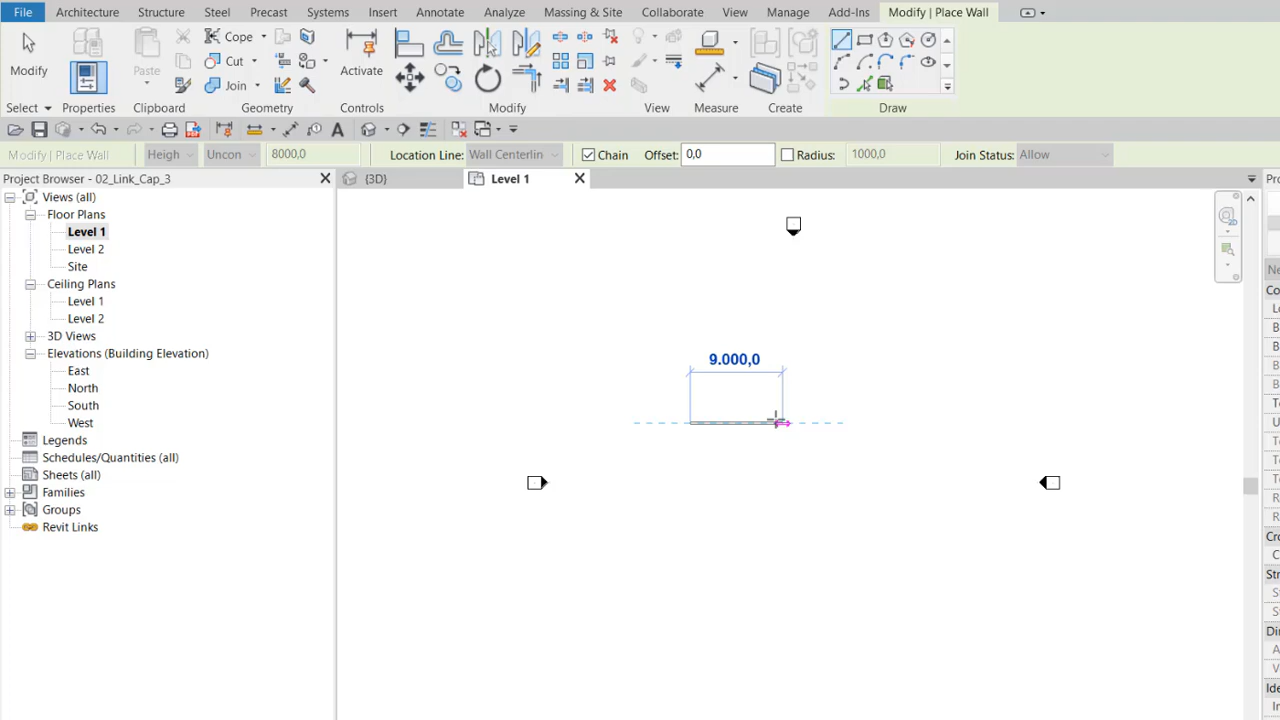 File Architecture Structure Steel Precast Systems Insert Annot Analyze Massing & Site Collaborate View Manage Add-Ins Modify | Place Wall
Cope
Cut
Join
Modify Paste Activate
Select Properties Clipboard Geometry Controls Modify View Measure Create Draw
Modify | Place Wall Heigh Uncon 8000,0 Location Line: Wall Centerlin Chain Offset: 0,0 Radius: 1000,0 Join Status: Allow
Project Browser - 02_Link_Cap_3 {3D} Level 1
Views (all)
Floor Plans
Level 1
Level 2
Site
Ceiling Plans
Level 1
Level 2
3D Views
Elevations (Building Elevation)
East
North
South
West
Legends
Schedules/Quantities (all)
Sheets (all)
Families
Groups
Revit Links
9.000,0